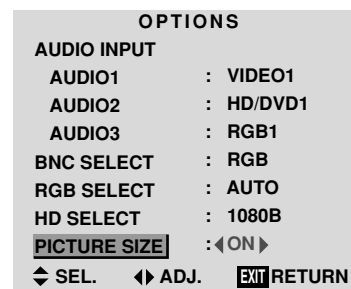 OPTIONS
AUDIO INPUT
AUDIO1 : VIDEO1
AUDIO2 : HD/DVD1
AUDIO3 : RGB1
BNC SELECT : RGB
RGB SELECT : AUTO
HD SELECT : 1080B
PICTURE SIZE : ON
SEL. ADJ. EXIT RETURN